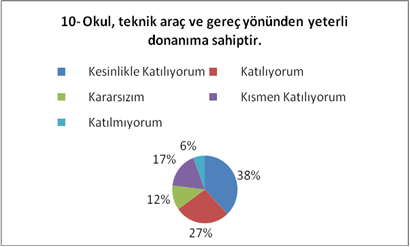 10- Okul, teknik araç ve gereç yönünden yeterli
donanıma sahiptir.
Kesinlikle Katılıyorum Katılıyorum
Kararsızım Kısmen Katılıyorum
Katılmıyorum
6%
17% 38%
12%
27%